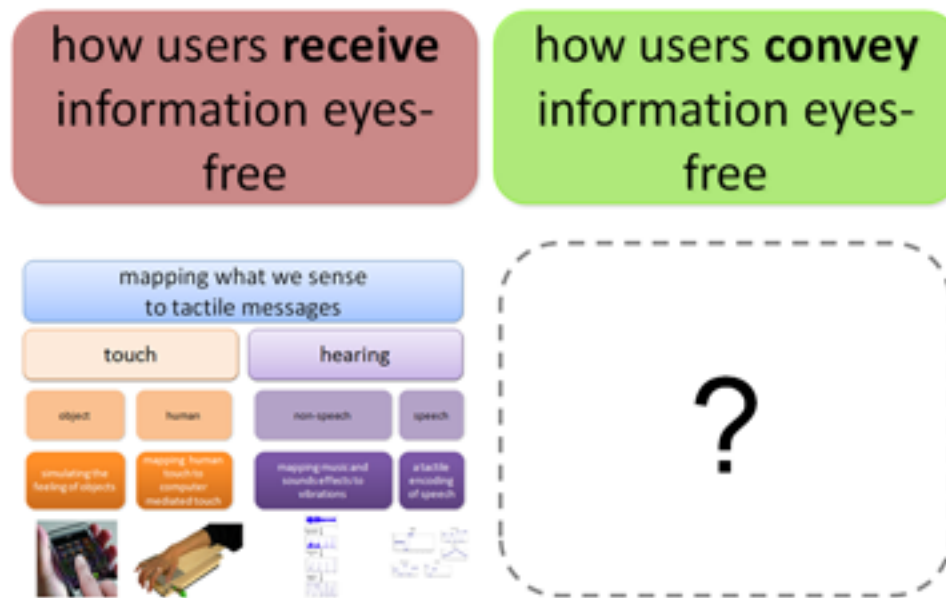 how users receive
information eyes-
free
how users convey
information eyes-
free
mapping what we sense
to tactile messages
touch
hearing
object
human
non-speech
speech
simulating the
feeling of objects
mapping human
touch to
computer
mediated touch
mapping music and
sounds effects to
vibrations
a tactile
encoding
of speech
?